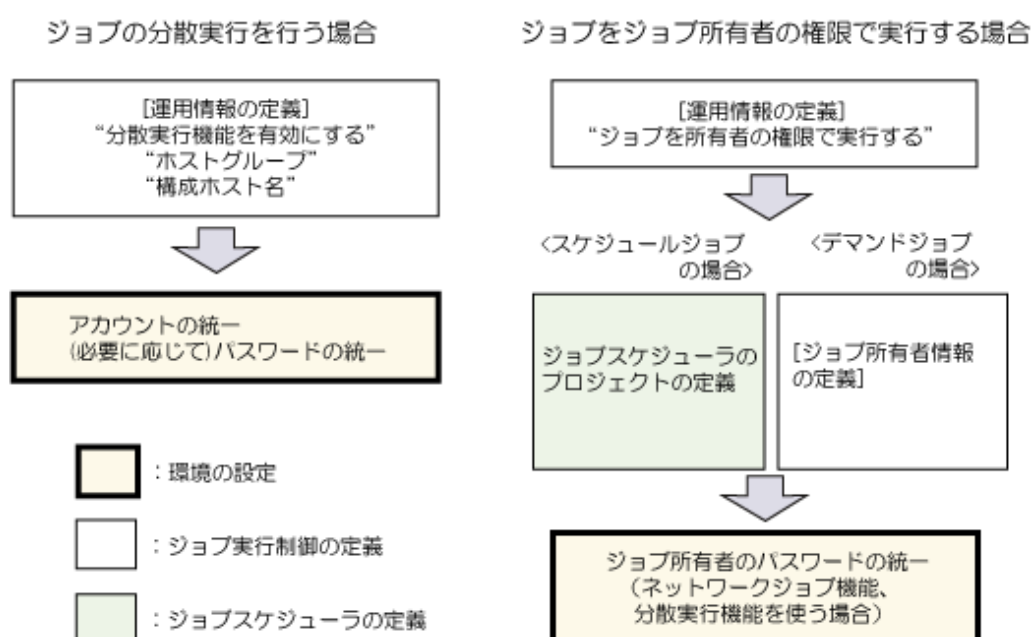 ジョブの分散実行を行う場合
[運用情報の定義]
“分散実行機能を有効にする”
“ホストグループ”
“構成ホスト名”
アカウントの統一
(必要に応じて)パスワードの統一
：環境の設定
：ジョブ実行制御の定義
：ジョブスケジューラの定義
ジョブをジョブ所有者の権限で実行する場合
[運用情報の定義]
“ジョブを所有者の権限で実行する”
<スケジュールジョブ
の場合>
<デマンドジョブ
の場合>
ジョブスケジューラの
プロジェクトの定義
[ジョブ所有者情報
の定義]
ジョブ所有者のパスワードの統一
(ネットワークジョブ機能、
分散実行機能を使う場合)